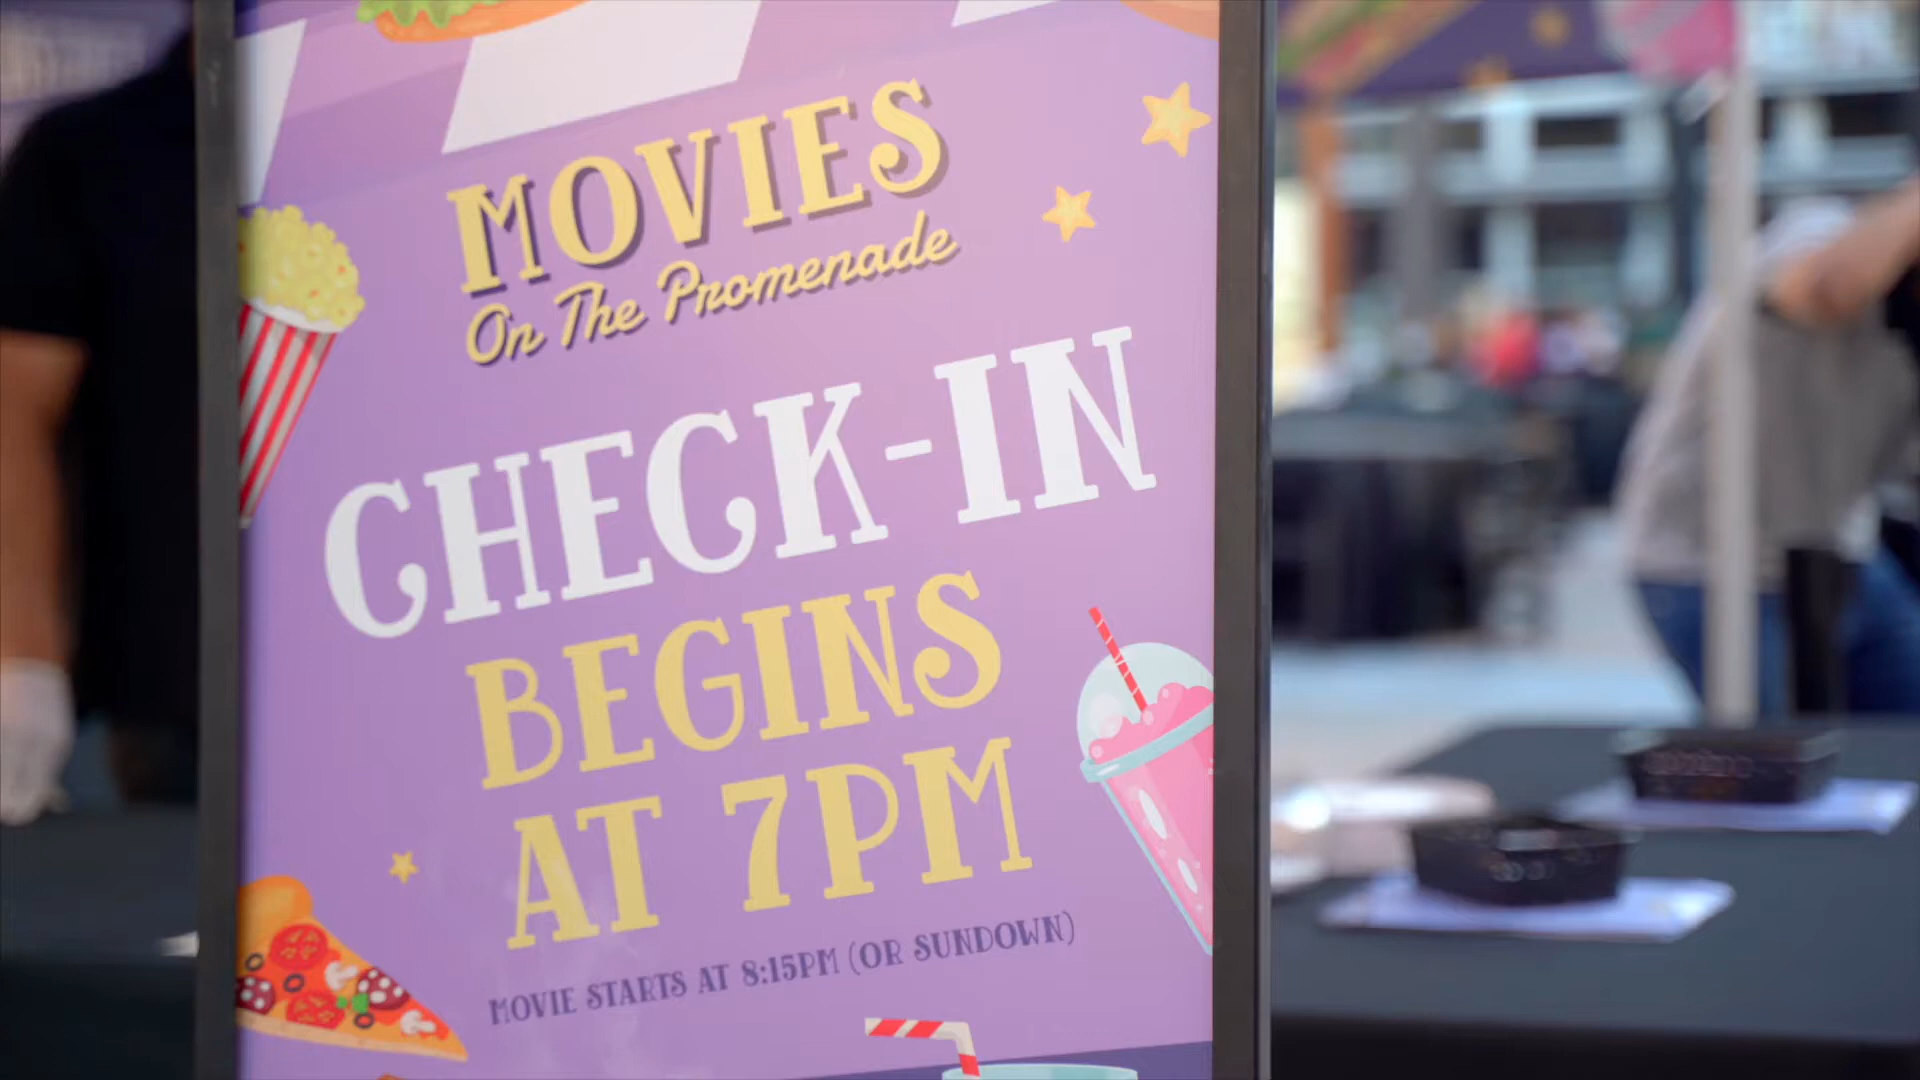 MOVIES
On The Promenade
CHECK-IN
BEGINS
AT 7PM
MOVIE STARTS AT 8:15PM (OR SUNDOWN)